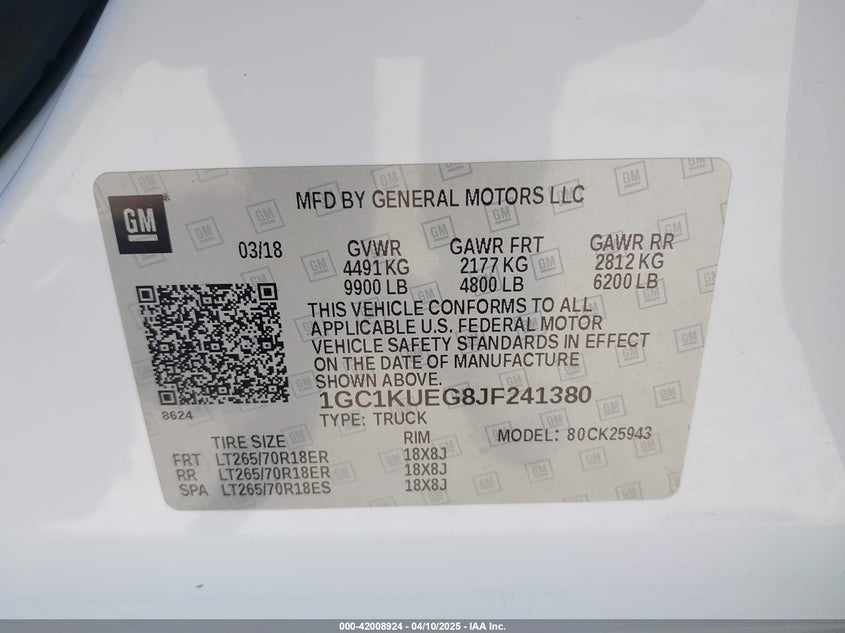 GM
MFD BY GENERAL MOTORS LLC
03/18 GVWR GAWR FRT GAWR RR
4491 KG 2177 KG 2812 KG
9900 LB 4800 LB 6200 LB
THIS VEHICLE CONFORMS TO ALL
APPLICABLE U.S. FEDERAL MOTOR
VEHICLE SAFETY STANDARDS IN EFFECT
ON THE DATE OF MANUFACTURE
SHOWN ABOVE.
1GC1KUEG8JF241380
8624
TYPE: TRUCK
TIRE SIZE RIM MODEL: 80CK25943
FRT LT265/70R18ER 18X8J
RR LT265/70R18ER 18X8J
SPA LT265/70R18ES 18X8J
000-42008924 / 04/10/2025 - IAA Inc.